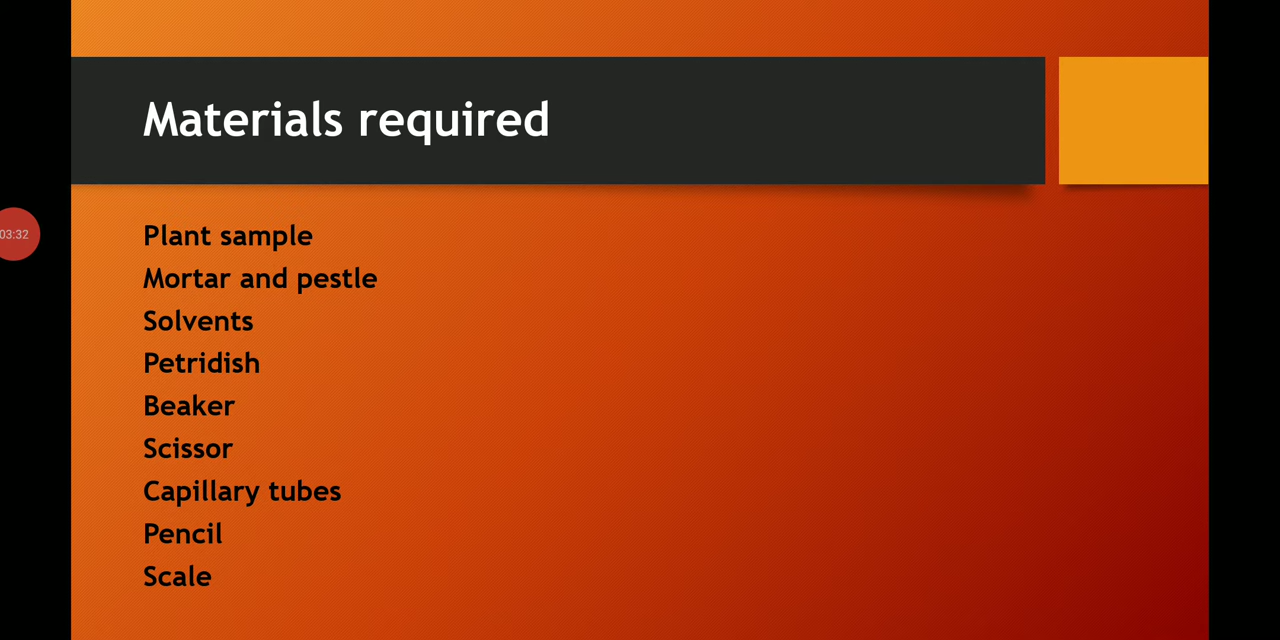 Materials required
03:32
Plant sample
Mortar and pestle
Solvents
Petridish
Beaker
Scissor
Capillary tubes
Pencil
Scale